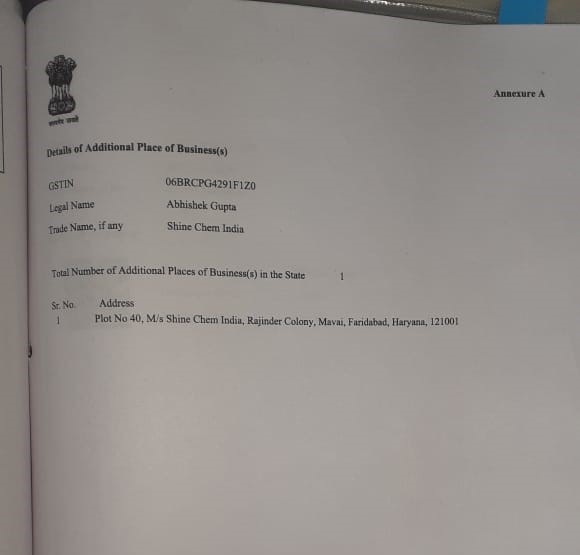 सत्यमेव जयते
Annexure A
Details of Additional Place of Business(s)
GSTIN 06BRCPG4291F1Z0
Legal Name Abhishek Gupta
Trade Name, if any Shine Chem India
Total Number of Additional Places of Business(s) in the State 1
Sr. No. Address
1 Plot No 40, M/s Shine Chem India, Rajinder Colony, Mavai, Faridabad, Haryana, 121001